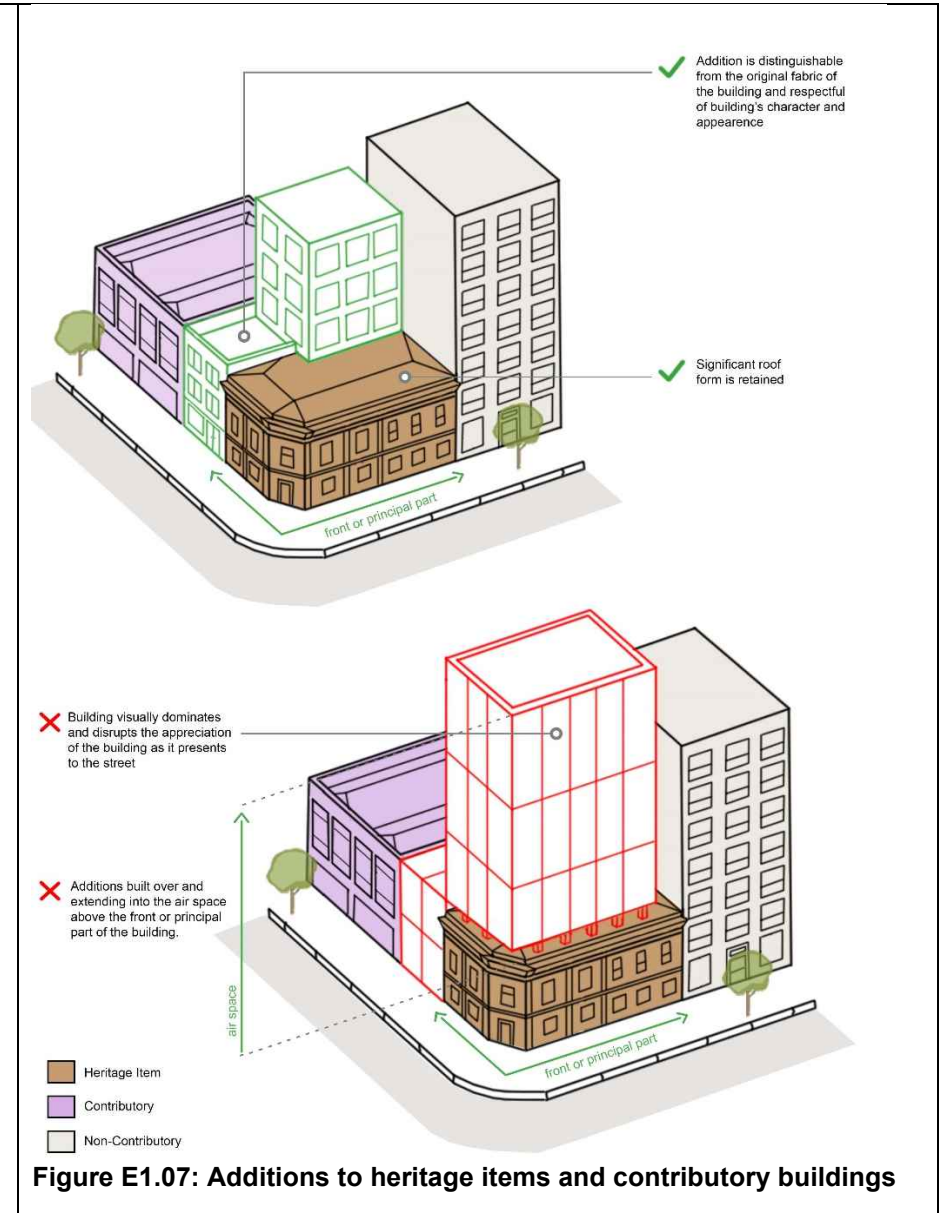 Addition is distinguishable
from the original fabric of
the building and respectful
of building's character and
appearence
Significant roof
form is retained
front or principal part
Building visually dominates
and disrupts the appreciation
of the building as it presents
to the street
Additions built over and
extending into the air space
above the front or principal
part of the building.
air space
front or principal part
Heritage Item
Contributory
Non-Contributory
Figure E1.07: Additions to heritage items and contributory buildings